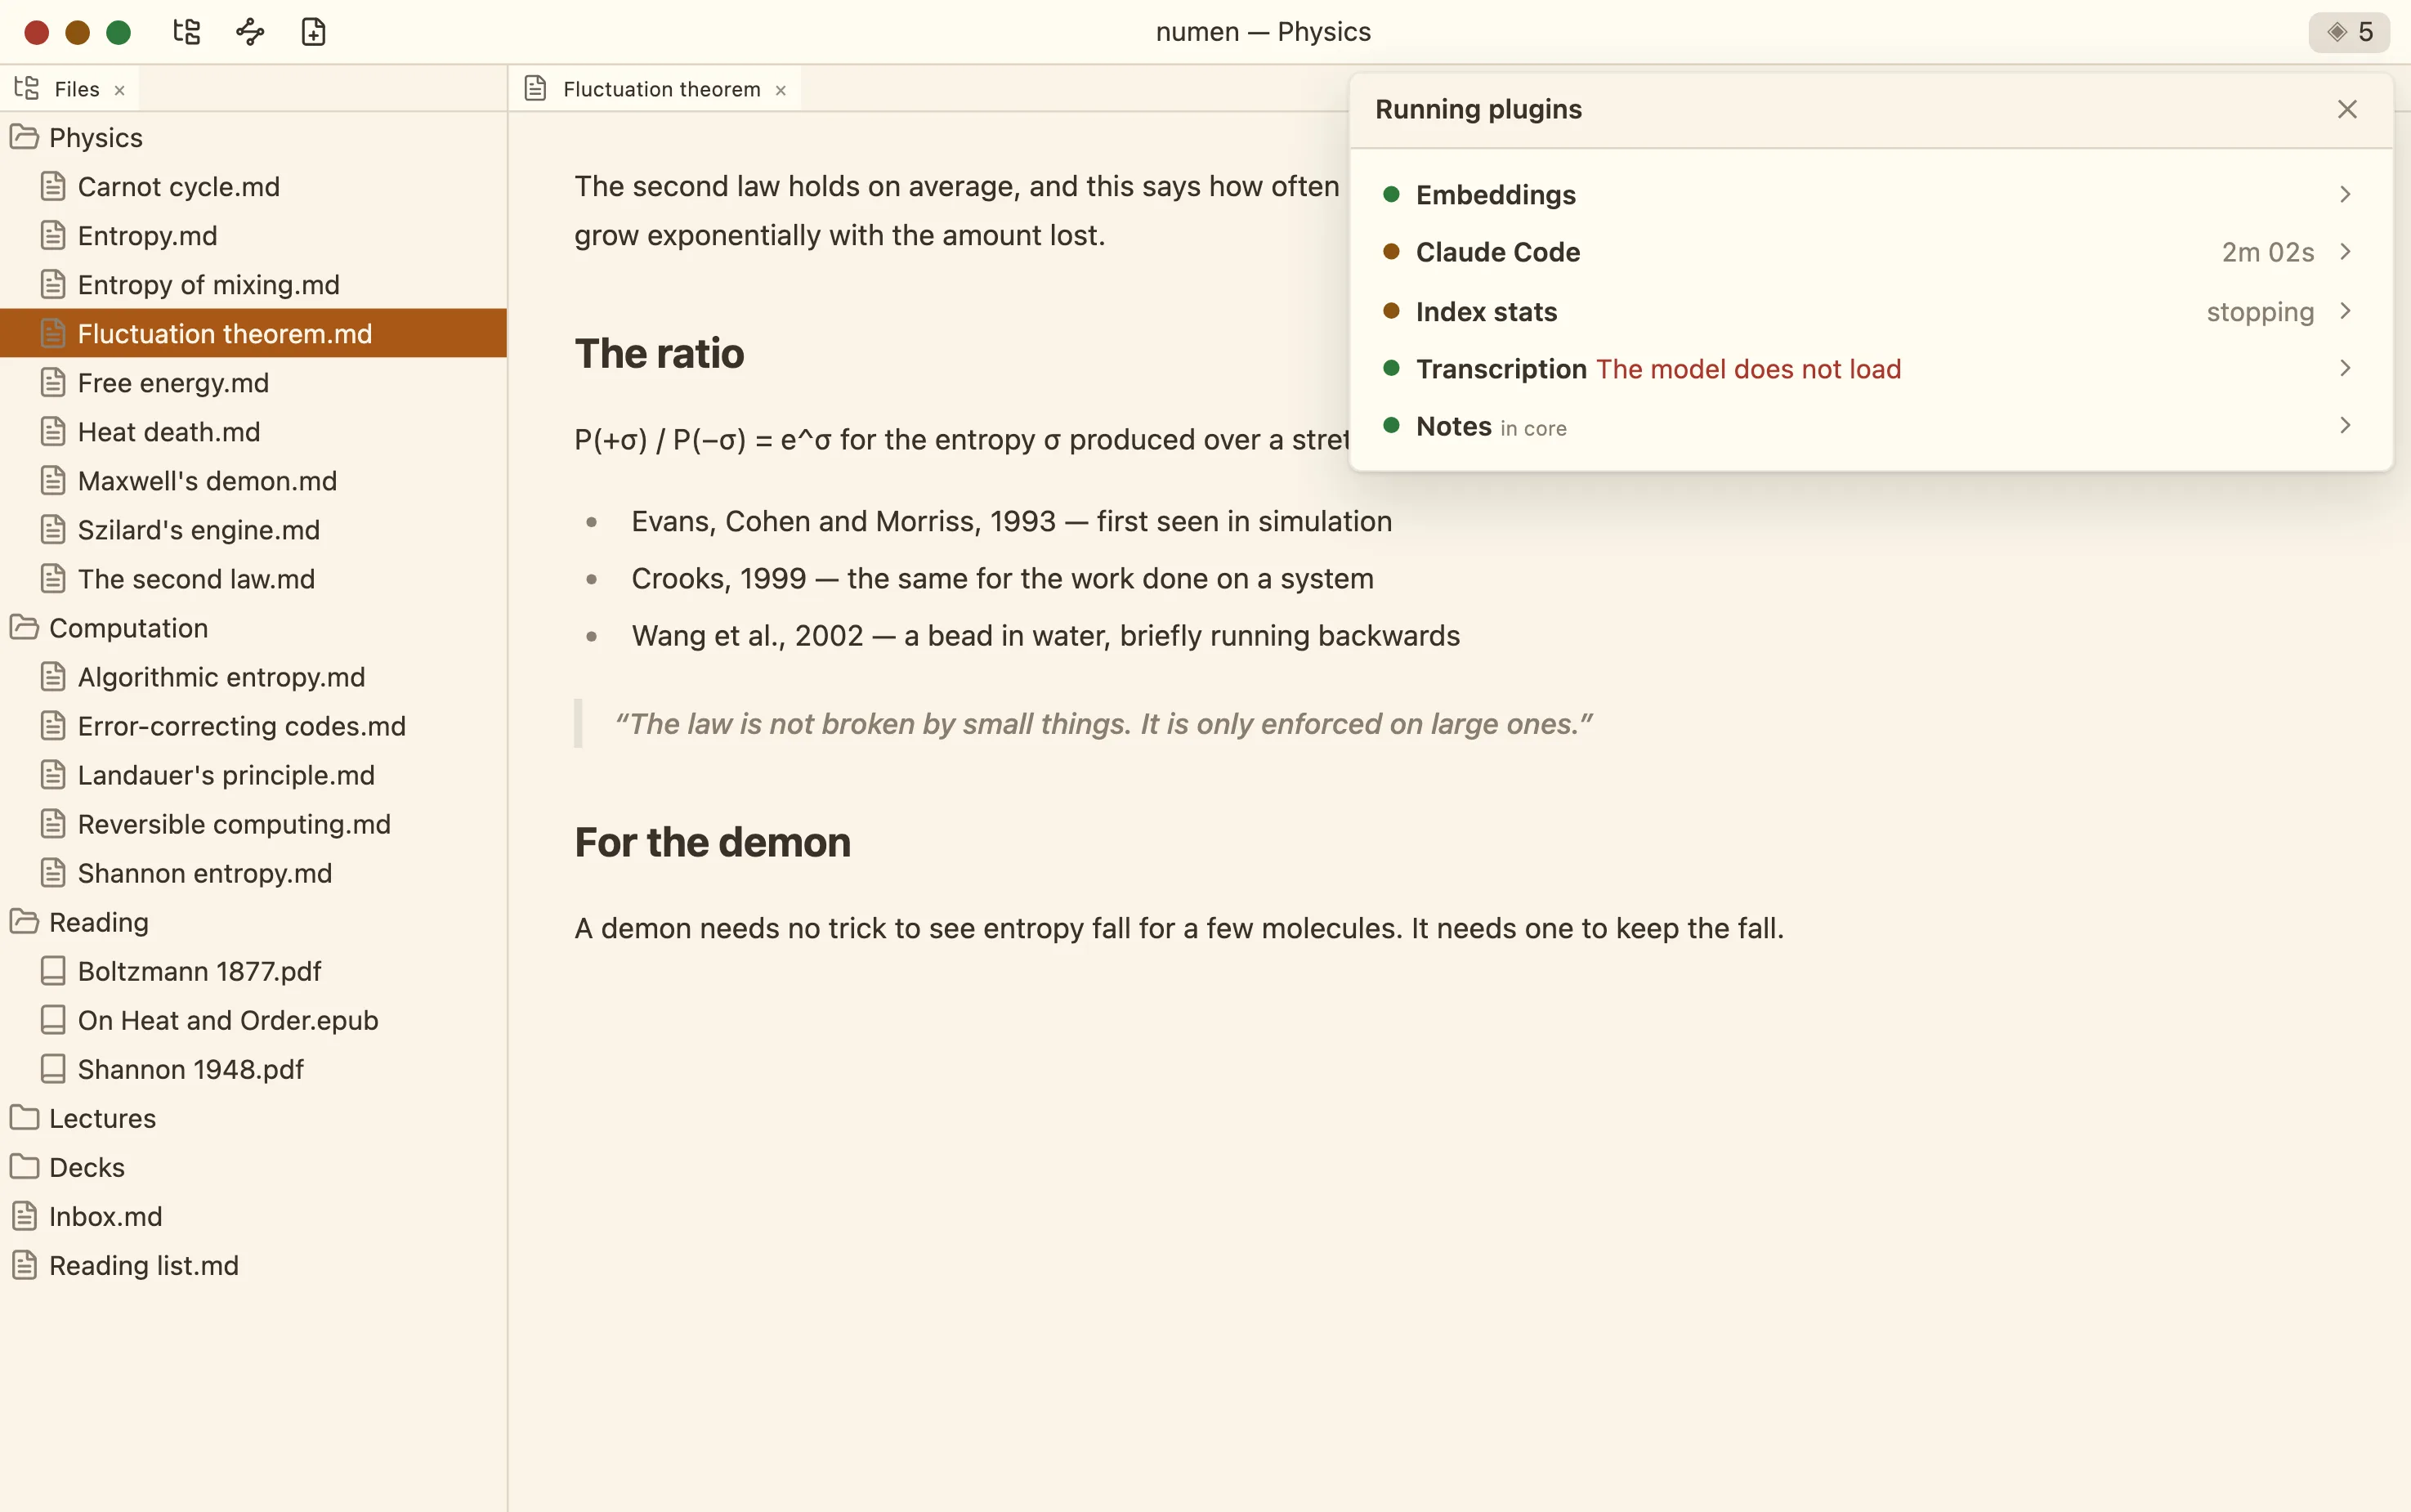 numen — Physics
5
Files
Fluctuation theorem
Physics
Carnot cycle.md
Entropy.md
Entropy of mixing.md
Fluctuation theorem.md
Free energy.md
Heat death.md
Maxwell's demon.md
Szilard's engine.md
The second law.md
Computation
Algorithmic entropy.md
Error-correcting codes.md
Landauer's principle.md
Reversible computing.md
Shannon entropy.md
Reading
Boltzmann 1877.pdf
On Heat and Order.epub
Shannon 1948.pdf
Lectures
Decks
Inbox.md
Reading list.md
The second law holds on average, and this says how often
grow exponentially with the amount lost.
The ratio
P(+σ) / P(−σ) = e^σ for the entropy σ produced over a stret
• Evans, Cohen and Morriss, 1993 — first seen in simulation
• Crooks, 1999 — the same for the work done on a system
• Wang et al., 2002 — a bead in water, briefly running backwards
“The law is not broken by small things. It is only enforced on large ones.”
For the demon
A demon needs no trick to see entropy fall for a few molecules. It needs one to keep the fall.
Running plugins
Embeddings
Claude Code 2m 02s
Index stats stopping
Transcription The model does not load
Notes in core